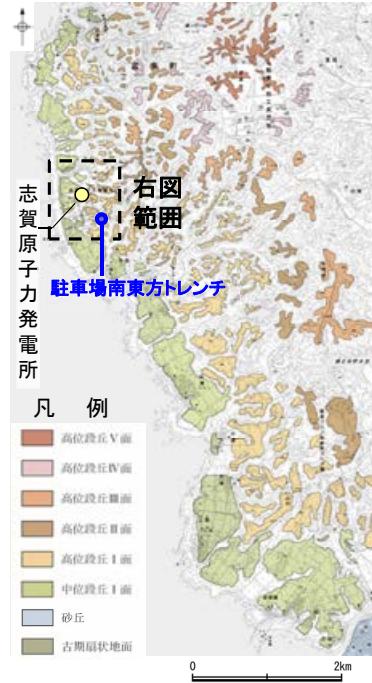 右図
範囲
志賀原子力発電所
駐車場南東方トレンチ
凡 例
高位段丘Ⅴ面
高位段丘Ⅳ面
高位段丘Ⅲ面
高位段丘Ⅱ面
高位段丘Ⅰ面
中位段丘Ⅰ面
砂丘
古期扇状地面
0 2km